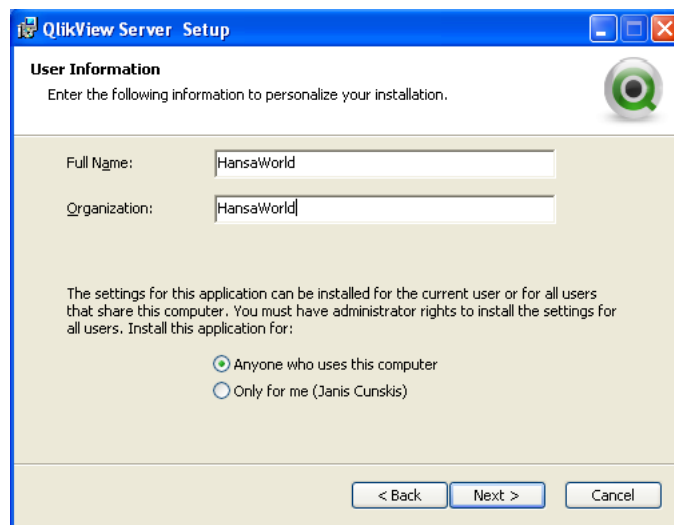 QlikView Server Setup
User Information
Enter the following information to personalize your installation.
Full Name:
HansaWorld
Organization:
HansaWorld
The settings for this application can be installed for the current user or for all users
that share this computer. You must have administrator rights to install the settings for
all users. Install this application for:
Anyone who uses this computer
Only for me (Janis Cunskis)
< Back
Next >
Cancel